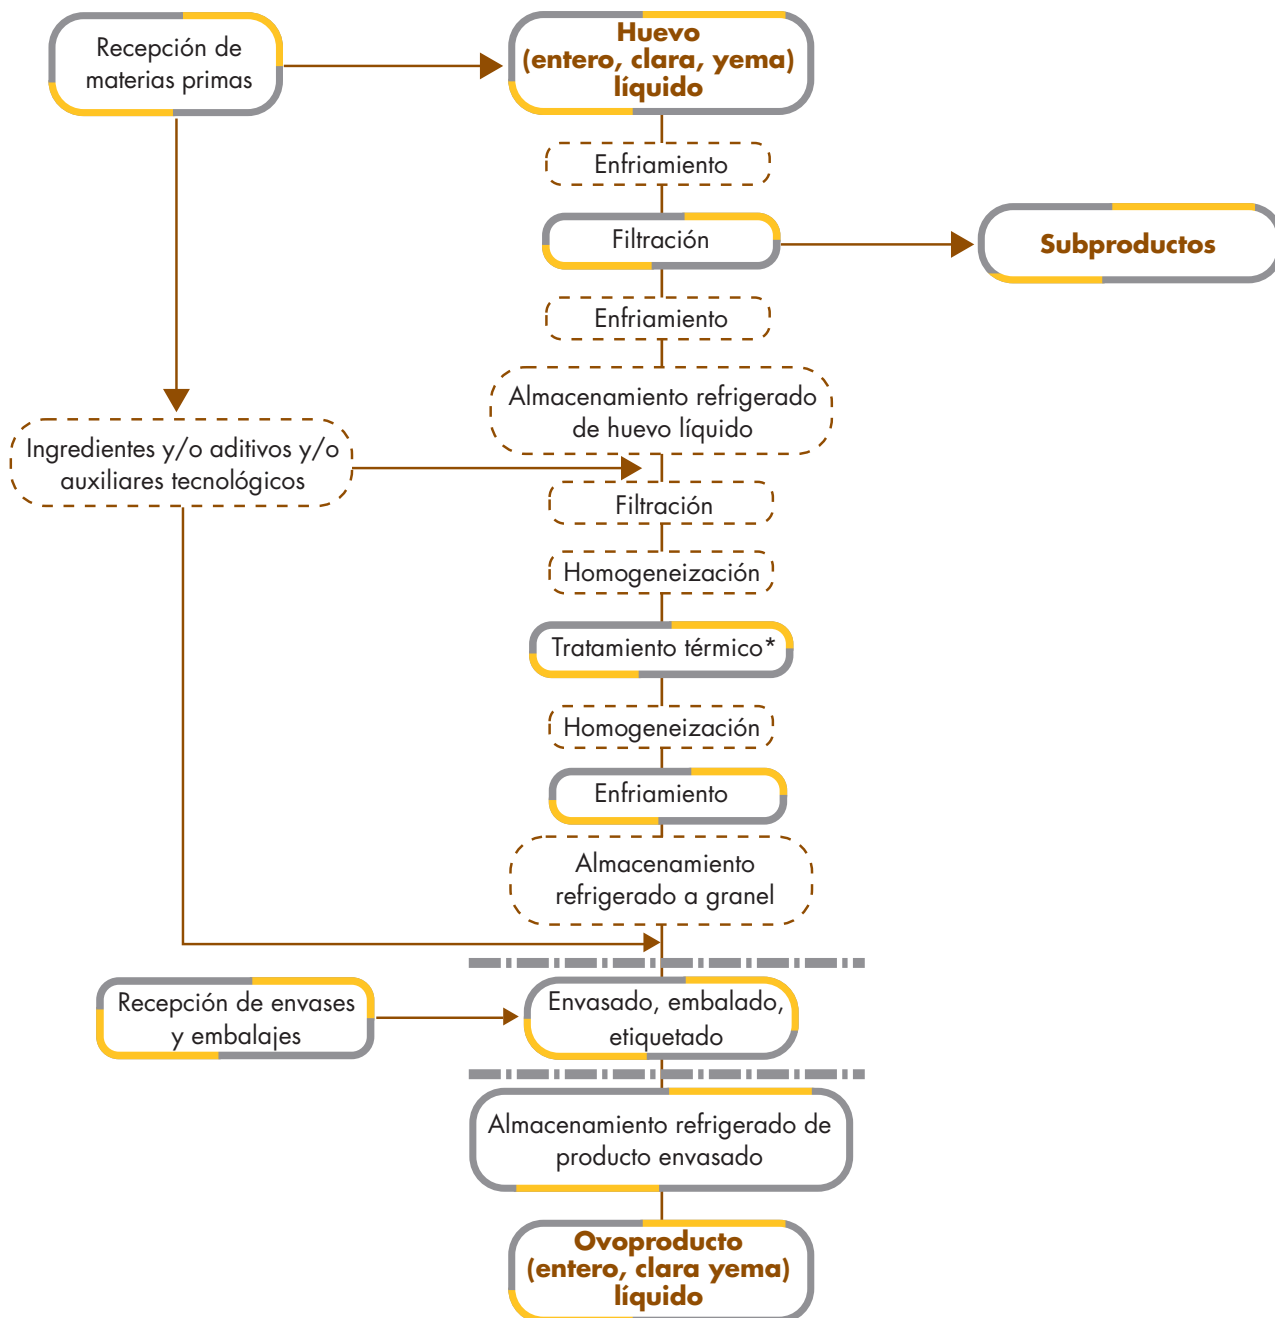 Recepción de
materias primas
Huevo
(entero, clara, yema)
líquido
Enfriamiento
Filtración
Subproductos
Enfriamiento
Almacenamiento refrigerado
de huevo líquido
Ingredientes y/o aditivos y/o
auxiliares tecnológicos
Filtración
Homogeneización
Tratamiento térmico*
Homogeneización
Enfriamiento
Almacenamiento
refrigerado a granel
Recepción de envases
y embalajes
Envasado, embalado,
etiquetado
Almacenamiento refrigerado de
producto envasado
Ovoproducto
(entero, clara yema)
líquido